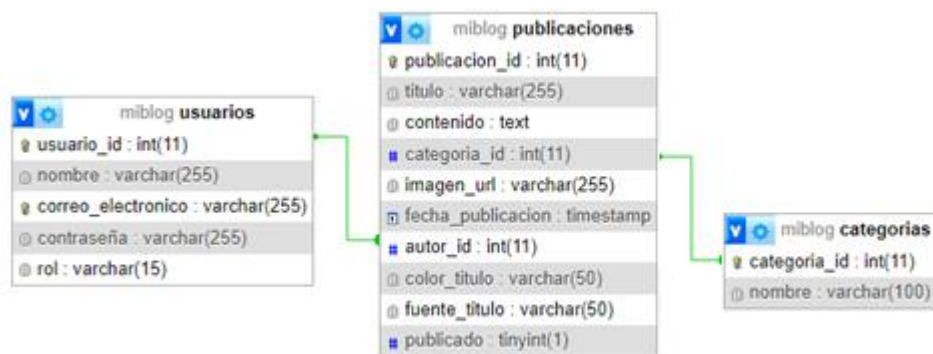 miblog usuarios
usuario_id : int(11)
nombre : varchar(255)
correo_electronico : varchar(255)
contraseña : varchar(255)
rol : varchar(15)
miblog publicaciones
publicacion_id : int(11)
titulo : varchar(255)
contenido : text
categoria_id : int(11)
imagen_url : varchar(255)
fecha_publicacion : timestamp
autor_id : int(11)
color_titulo : varchar(50)
fuente_titulo : varchar(50)
publicado : tinyint(1)
miblog categorias
categoria_id : int(11)
nombre : varchar(100)